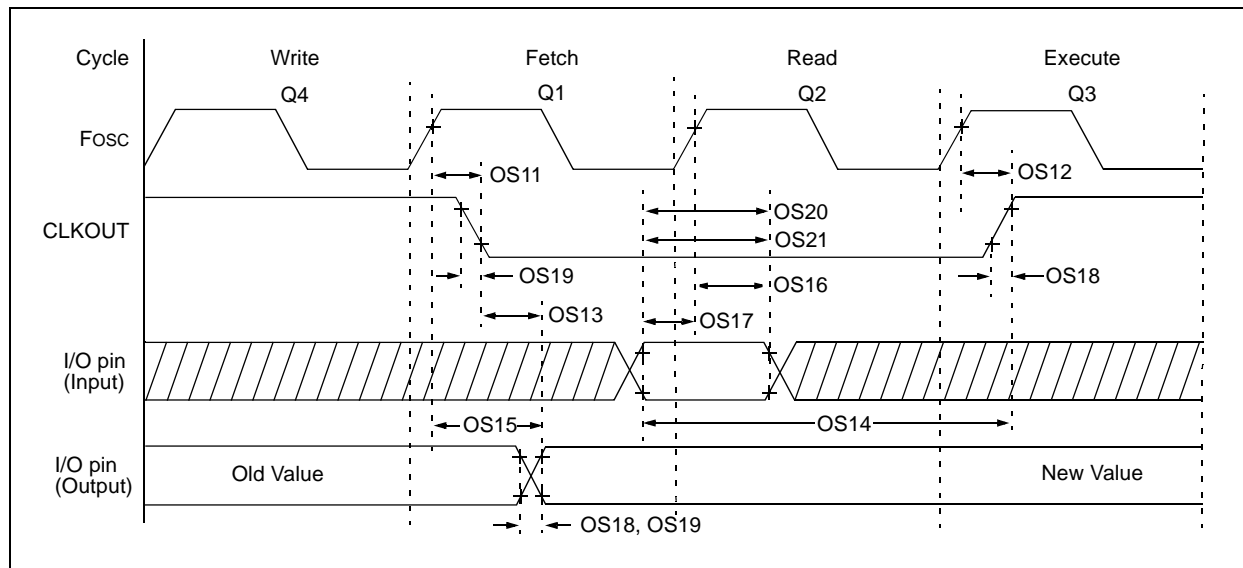 Cycle Write Fetch Read Execute
Q4 Q1 Q2 Q3
FOSC
OS11 OS12
OS20
CLKOUT
OS21
OS19 OS16 OS18
OS13 OS17
I/O pin
(Input)
OS15 OS14
I/O pin
(Output)
Old Value New Value
OS18, OS19